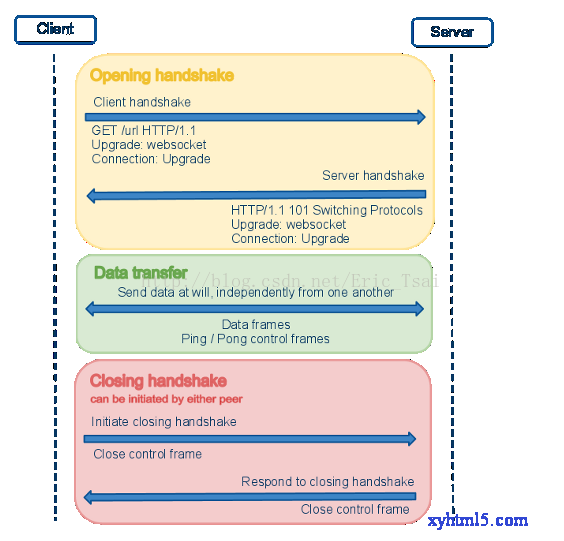 Client
Server
Opening handshake
Client handshake
GET /url HTTP/1.1
Upgrade: websocket
Connection: Upgrade
Server handshake
HTTP/1.1 101 Switching Protocols
Upgrade: websocket
Connection: Upgrade
Data transfer
http://blog.csdn.net/Eric_Tsai
Send data at will, independently from one another
Data frames
Ping / Pong control frames
Closing handshake
can be initiated by either peer
Initiate closing handshake
Close control frame
Respond to closing handshake
Close control frame
xyhtml5.com